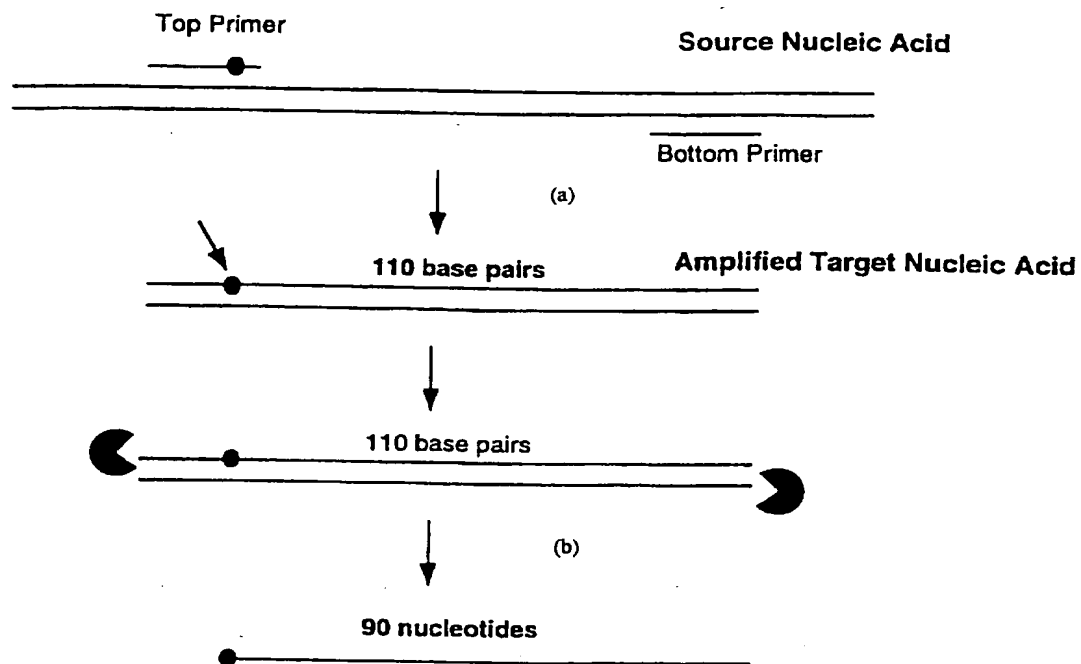 Top Primer
Source Nucleic Acid
Bottom Primer
(a)
110 base pairs
Amplified Target Nucleic Acid
110 base pairs
(b)
90 nucleotides